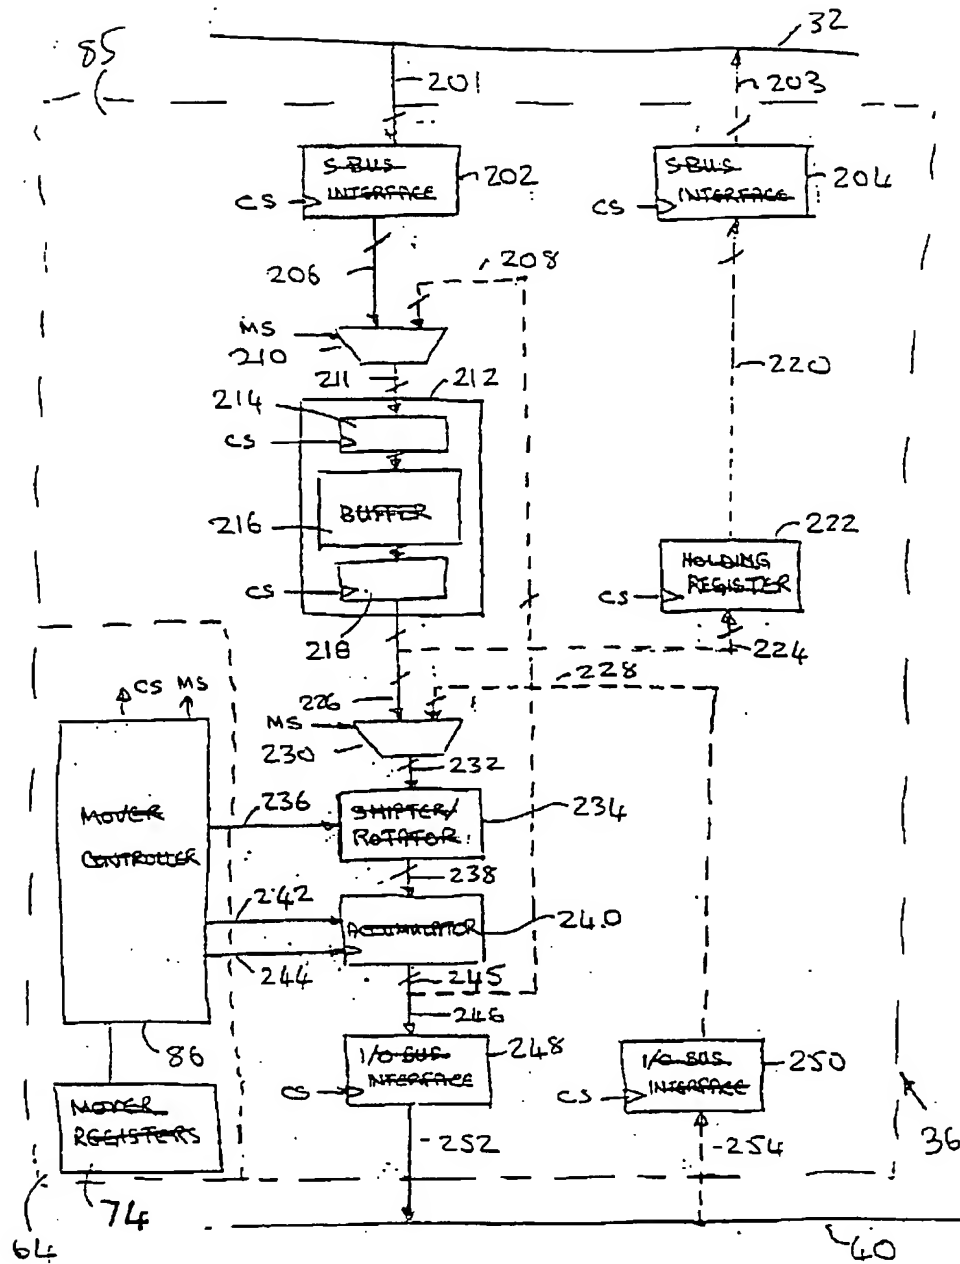 32
85
201
203
S-BUS
INTERFACE
202
CS
S-BUS
INTERFACE
204
CS
206
208
MS
210
211
212
214
CS
220
BUFFER
216
222
HOLDING
REGISTER
CS
CS
218
224
226
228
CS MS
MS
230
232
MOVER
CONTROLLER
236
SHIFTER/
ROTATOR
234
238
242
ACCUMULATOR
240
244
245
246
86
I/O BUS
INTERFACE
248
CS
I/O BUS
INTERFACE
250
CS
MOVER
REGISTERS
252
254
36
64
74
40